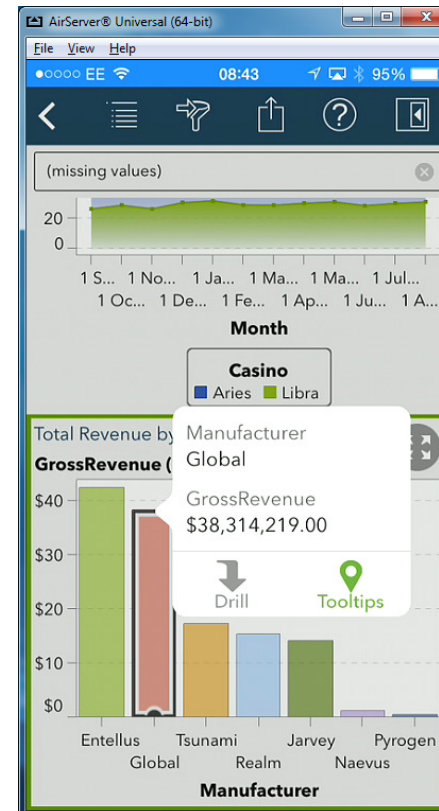 AirServer® Universal (64-bit)
File View Help
EE 08:43 95%
(missing values)
20
0
1 S... 1 No... 1 Ja... 1 Ma... 1 Ma... 1 Jul...
1 Oc... 1 De... 1 Fe... 1 Ap... 1 Ju... 1 A...
Month
Casino
Aries Libra
Total Revenue by
GrossRevenue (
Manufacturer
Global
GrossRevenue
$38,314,219.00
Drill Tooltips
$40
$30
$20
$10
$0
Entellus Tsunami Jarvey Pyrogen
Global Realm Naevus
Manufacturer